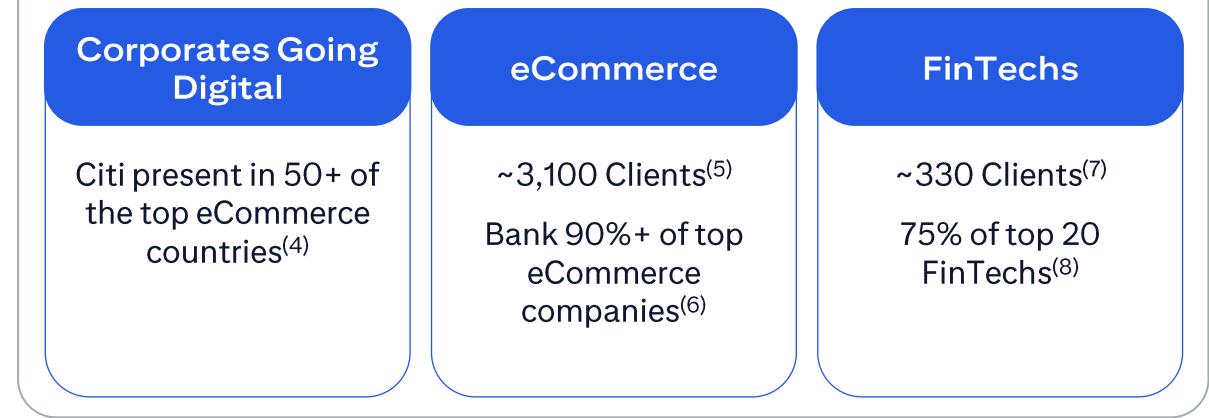 Corporates Going
Digital
Citi present in 50+ of
the top eCommerce
countries(4)
eCommerce
~3,100 Clients(5)
Bank 90%+ of top
eCommerce
companies(6)
FinTechs
~330 Clients(7)
75% of top 20
FinTechs(8)